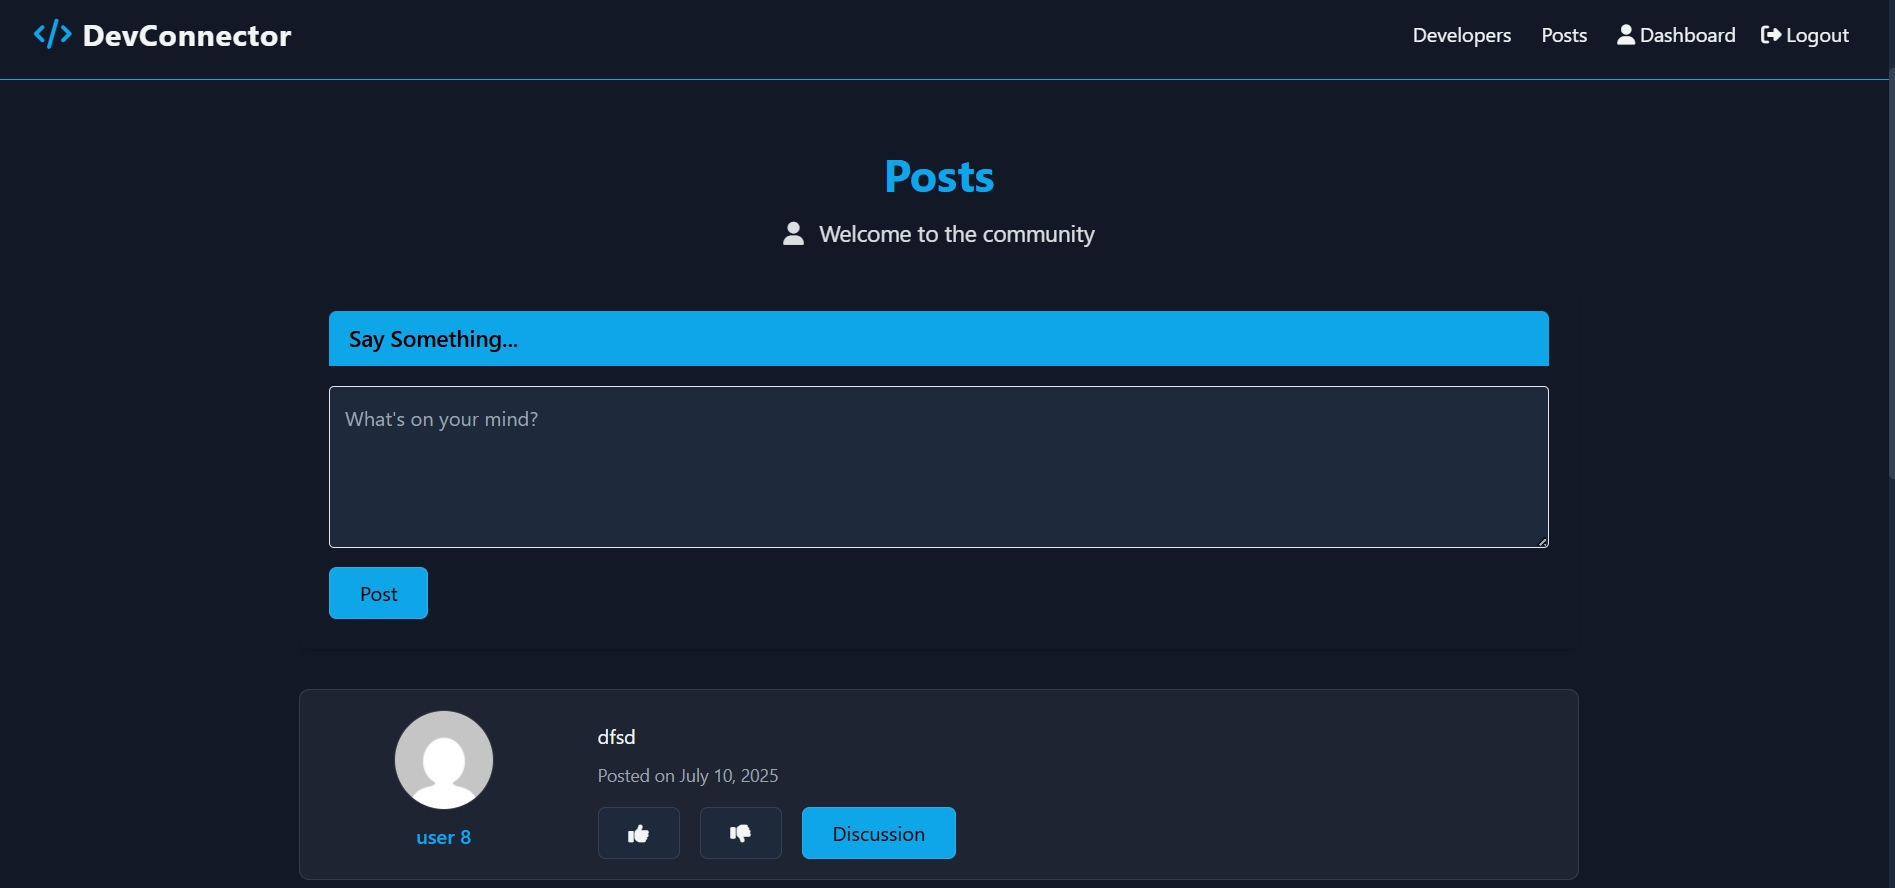 DevConnector
Developers Posts Dashboard Logout
Posts
Welcome to the community
Say Something...
What's on your mind?
Post
dfsd
Posted on July 10, 2025
user 8
Discussion